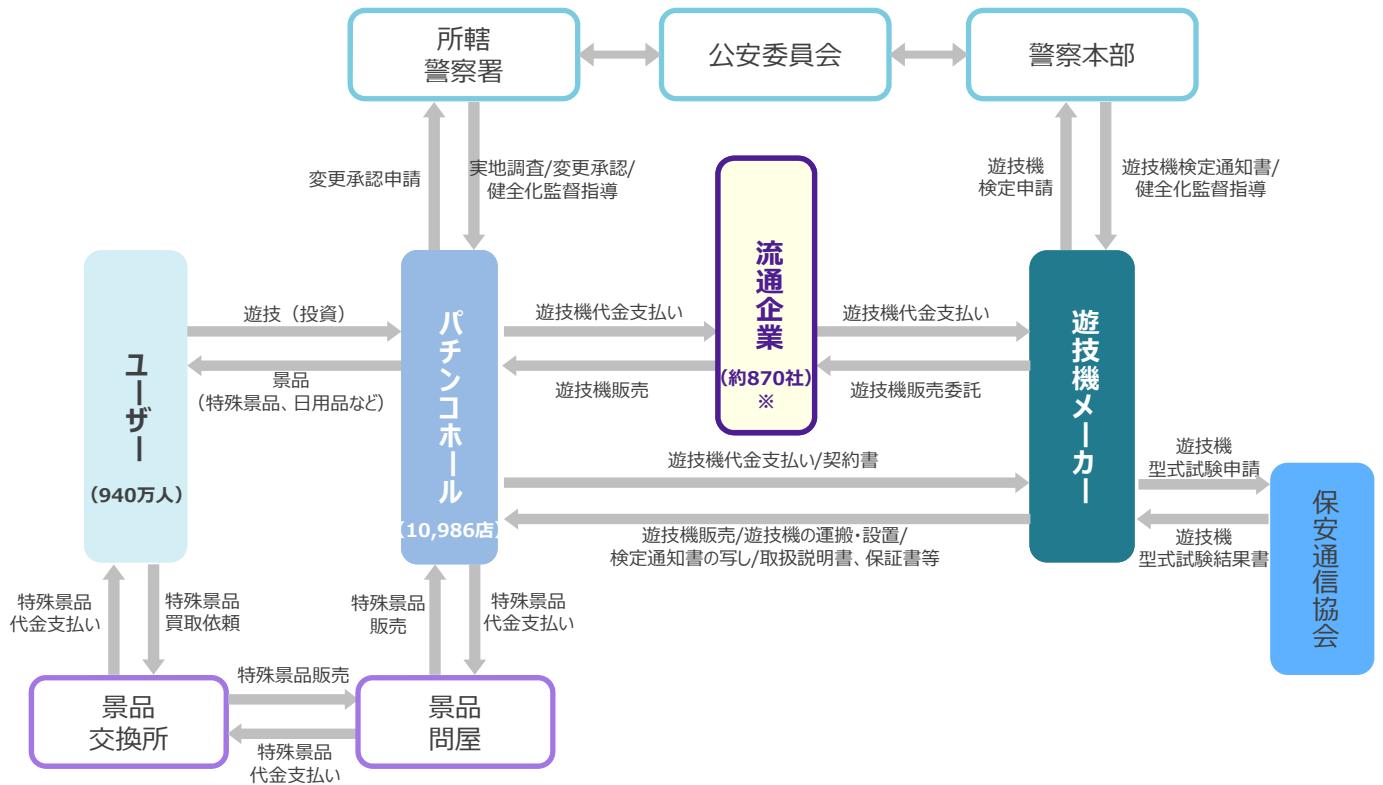 所轄
警察署
公安委員会
警察本部
変更承認申請
実地調査/変更承認/
健全化監督指導
遊技機
検定申請
遊技機検定通知書/
健全化監督指導
ユーザー
（940万人）
遊技（投資）
景品
（特殊景品、日用品など）
パチンコホール
（10,986店）
遊技機代金支払い
遊技機販売
流通企業
（約870社）
※
遊技機代金支払い
遊技機販売委託
遊技機メーカー
遊技機代金支払い/契約書
遊技機販売/遊技機の運搬・設置/
検定通知書の写し/取扱説明書、保証書等
遊技機
型式試験申請
遊技機
型式試験結果書
保安通信協会
特殊景品
代金支払い
特殊景品
買取依頼
特殊景品
販売
特殊景品
代金支払い
景品
交換所
特殊景品販売
特殊景品
代金支払い
景品
問屋